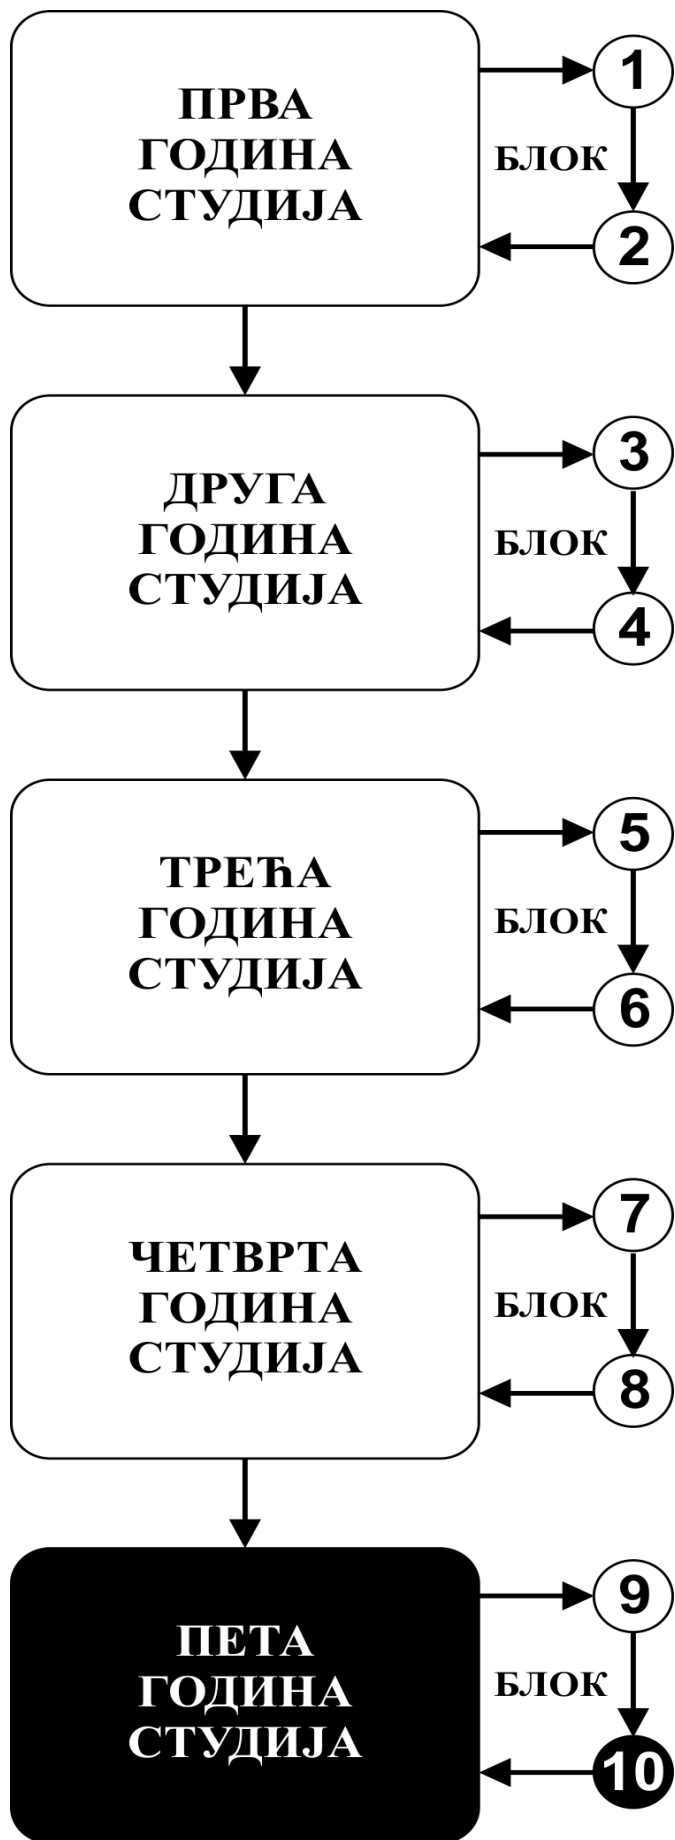 ПРВА
ГОДИНА
СТУДИЈА
1
БЛОК
2
ДРУГА
ГОДИНА
СТУДИЈА
3
БЛОК
4
ТРЕЋА
ГОДИНА
СТУДИЈА
5
БЛОК
6
ЧЕТВРТА
ГОДИНА
СТУДИЈА
7
БЛОК
8
ПЕТА
ГОДИНА
СТУДИЈА
9
БЛОК
10